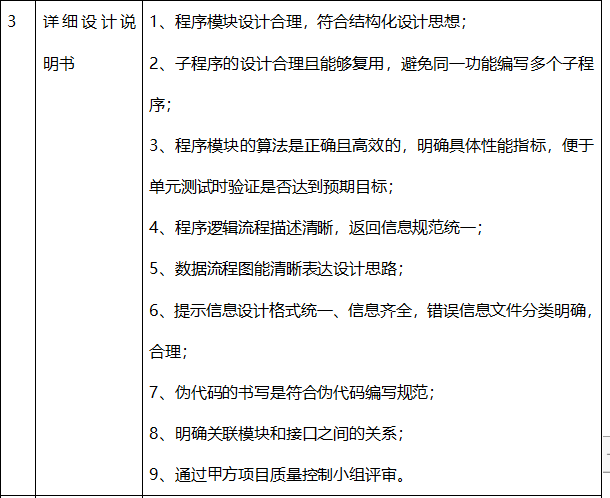 3
详细设计说
明书
1、程序模块设计合理，符合结构化设计思想；
2、子程序的设计合理且能够复用，避免同一功能编写多个子程
序；
3、程序模块的算法是正确且高效的，明确具体性能指标，便于
单元测试时验证是否达到预期目标；
4、程序逻辑流程描述清晰，返回信息规范统一；
5、数据流程图能清晰表达设计思路；
6、提示信息设计格式统一、信息齐全，错误信息文件分类明确，
合理；
7、伪代码的书写是符合伪代码编写规范；
8、明确关联模块和接口之间的关系；
9、通过甲方项目质量控制小组评审。